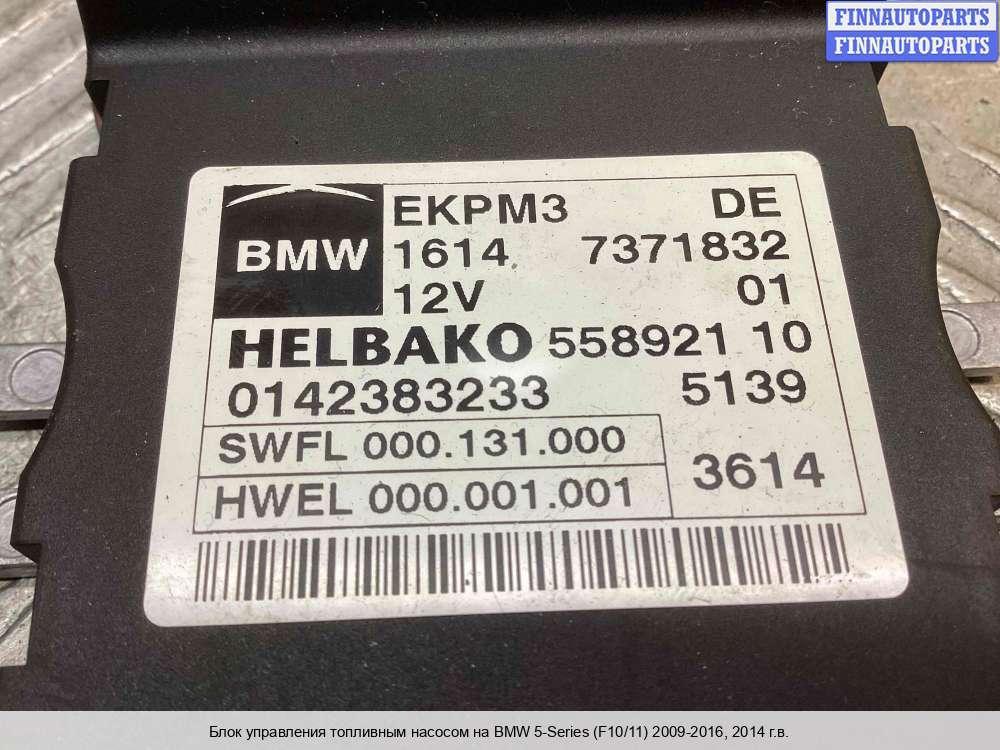 FINNAUTOPARTS
FINNAUTOPARTS
BMW
EKPM3 DE
1614 7371832
12V 01
HELBAKO 558921 10
0142383233 5139
SWFL 000.131.000
HWEL 000.001.001
3614
Блок управления топливным насосом на BMW 5-Series (F10/11) 2009-2016, 2014 г.в.